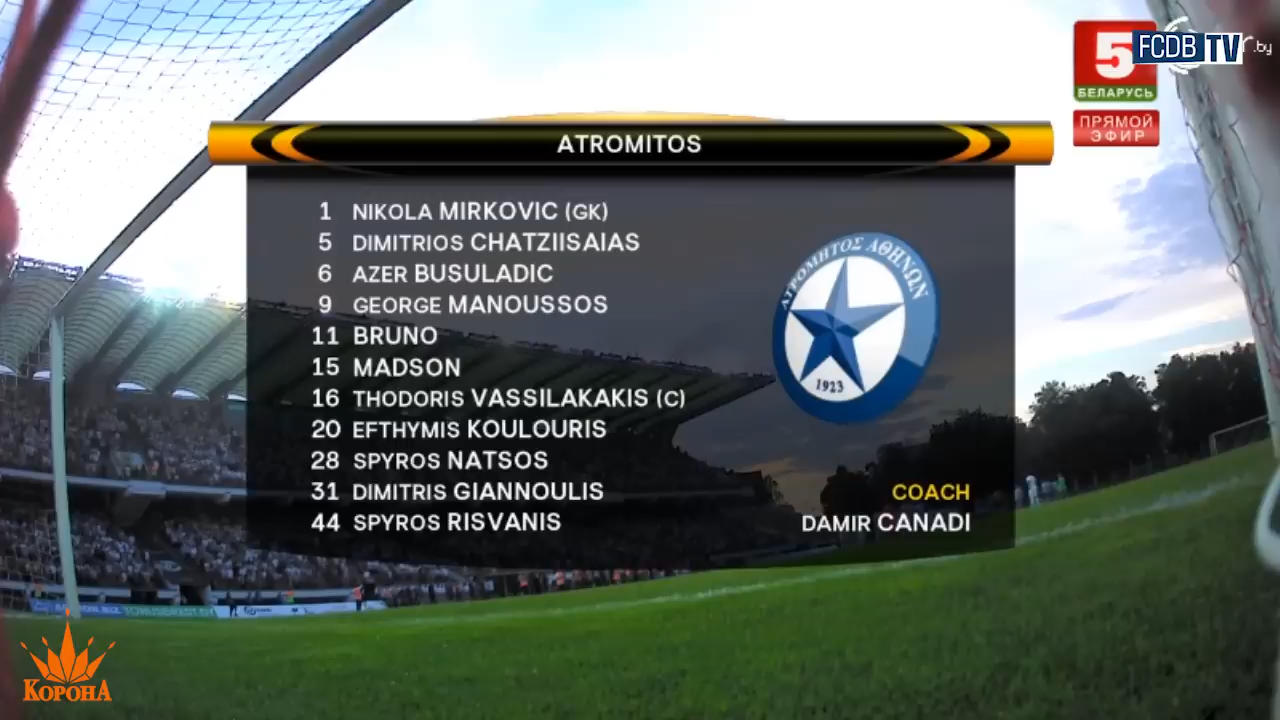 5 FCDB TV .by
БЕЛАРУСЬ
ПРЯМОЙ
ЭФИР
ATROMITOS
1 NIKOLA MIRKOVIC (GK)
5 DIMITRIOS CHATZIISAIAS
6 AZER BUSULADIC
9 GEORGE MANOUSSOS
11 BRUNO
15 MADSON
16 THODORIS VASSILAKAKIS (C)
20 EFTHYMIS KOULOURIS
28 SPYROS NATSOS
31 DIMITRIS GIANNOULIS
44 SPYROS RISVANIS
ΑΤΡΟΜΗΤΟΣ ΑΘΗΝΩΝ
1923
COACH
DAMIR CANADI
КОРОНА